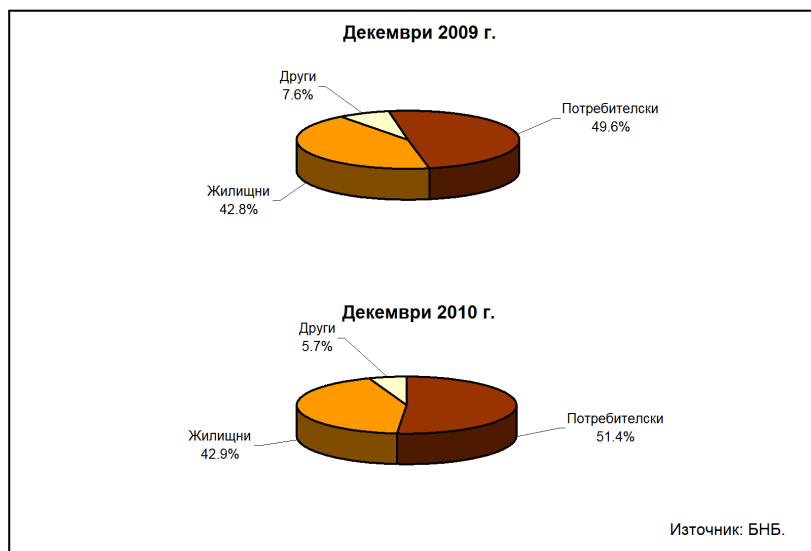 Декември 2009 г.
Други
7.6%
Потребителски
49.6%
Жилищни
42.8%
Декември 2010 г.
Други
5.7%
Потребителски
51.4%
Жилищни
42.9%
Източник: БНБ.